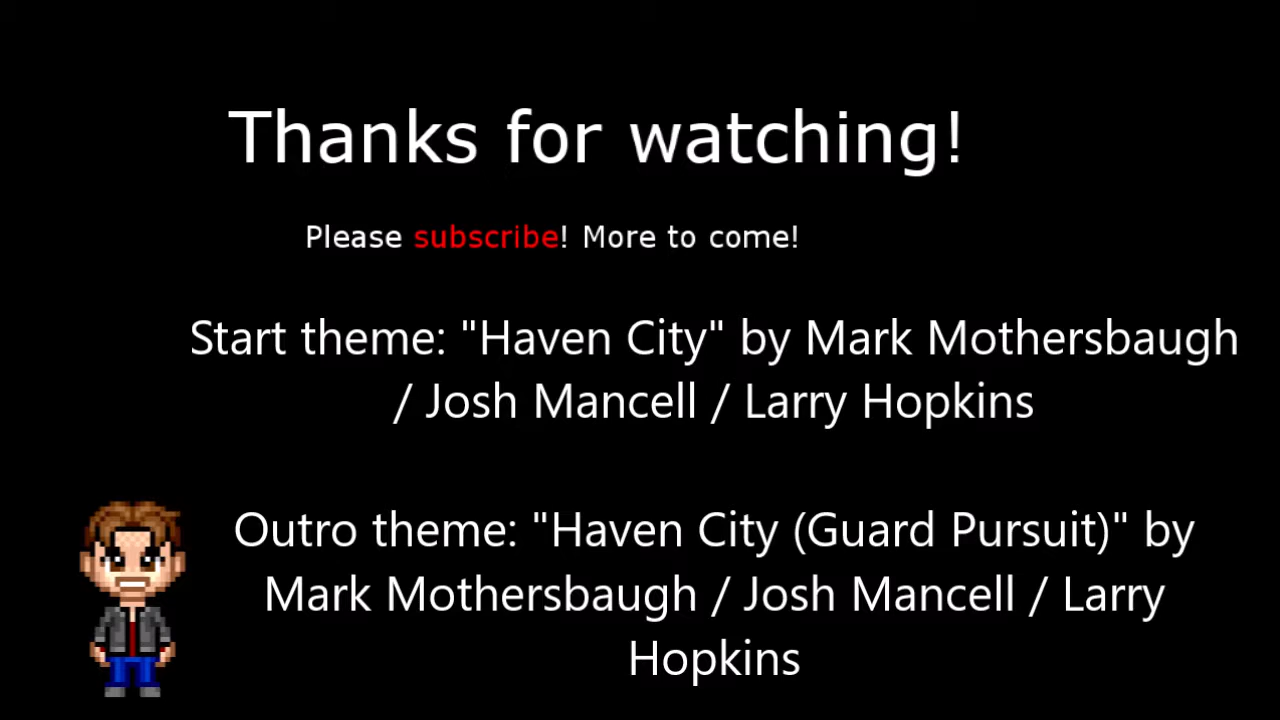 Thanks for watching!
Please subscribe! More to come!
Start theme: "Haven City" by Mark Mothersbaugh
/ Josh Mancell / Larry Hopkins
Outro theme: "Haven City (Guard Pursuit)" by
Mark Mothersbaugh / Josh Mancell / Larry
Hopkins